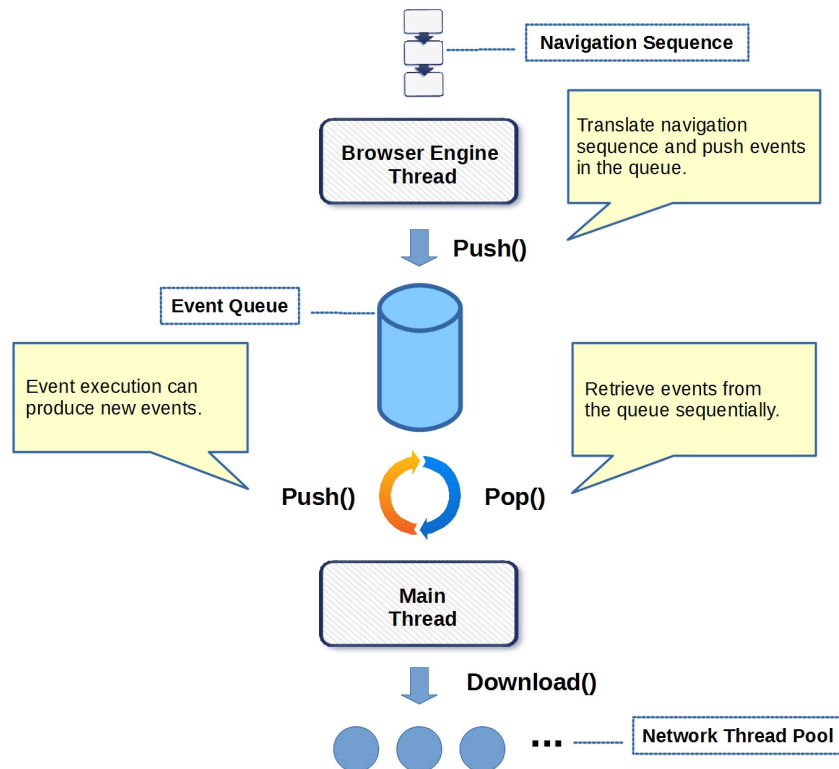 Navigation Sequence
Translate navigation
sequence and push events
in the queue.
Browser Engine
Thread
Push()
Event Queue
Event execution can
produce new events.
Retrieve events from
the queue sequentially.
Push()
Pop()
Main
Thread
Download()
...
Network Thread Pool